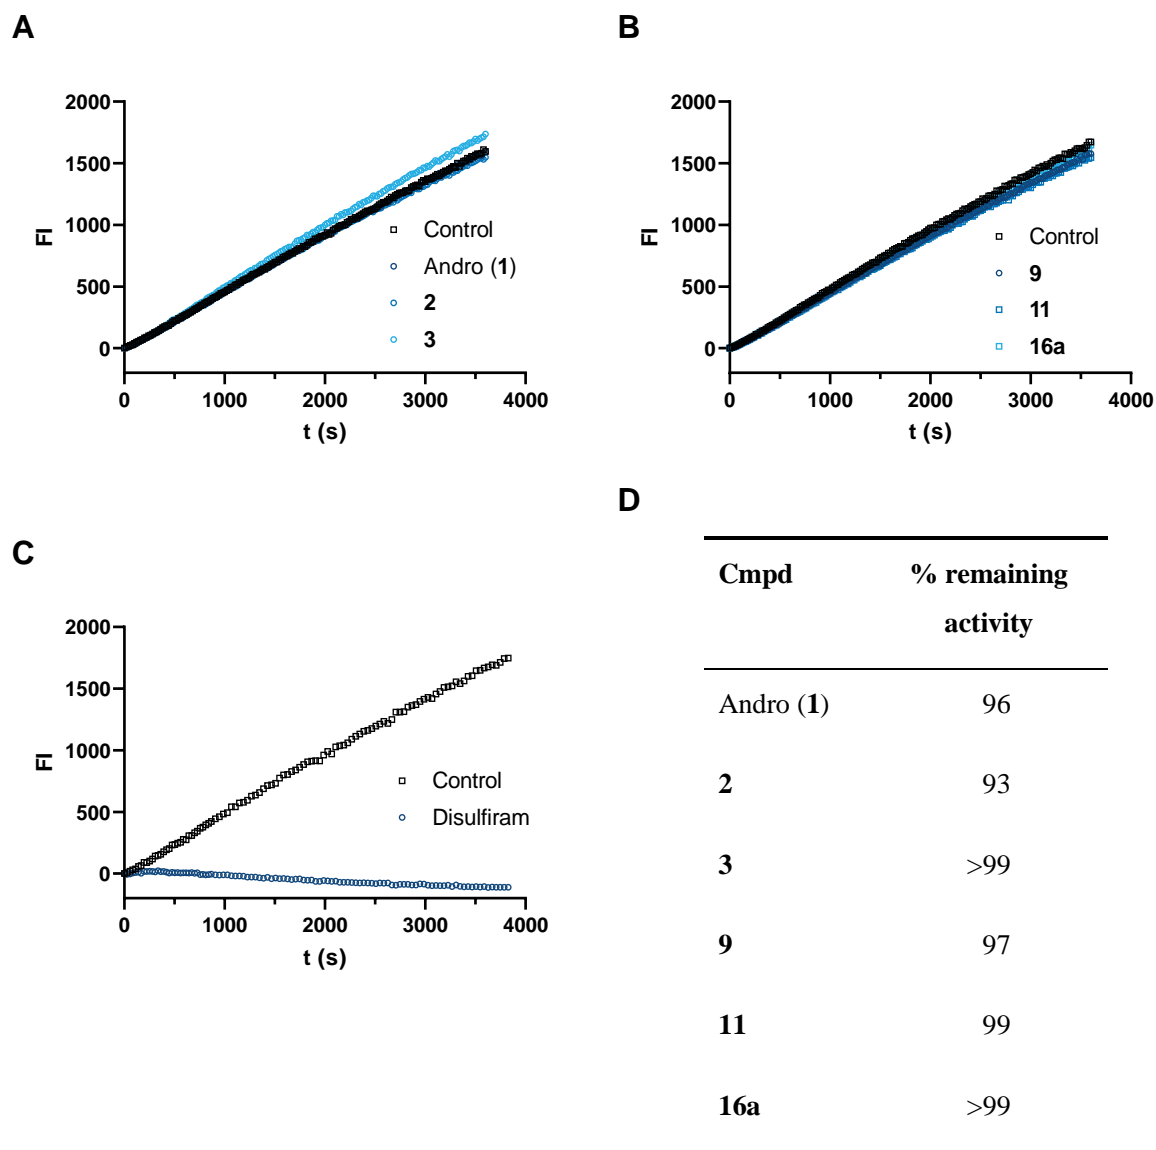 A
2000
1500
1000
500
0
FI
0 1000 2000 3000 4000
t (s)
Control
Andro (1)
2
3
B
2000
1500
1000
500
0
FI
0 1000 2000 3000 4000
t (s)
Control
9
11
16a
C
2000
1500
1000
500
0
FI
0 1000 2000 3000 4000
t (s)
Control
Disulfiram
D
Cmpd % remaining
activity
Andro (1) 96
2 93
3 >99
9 97
11 99
16a >99